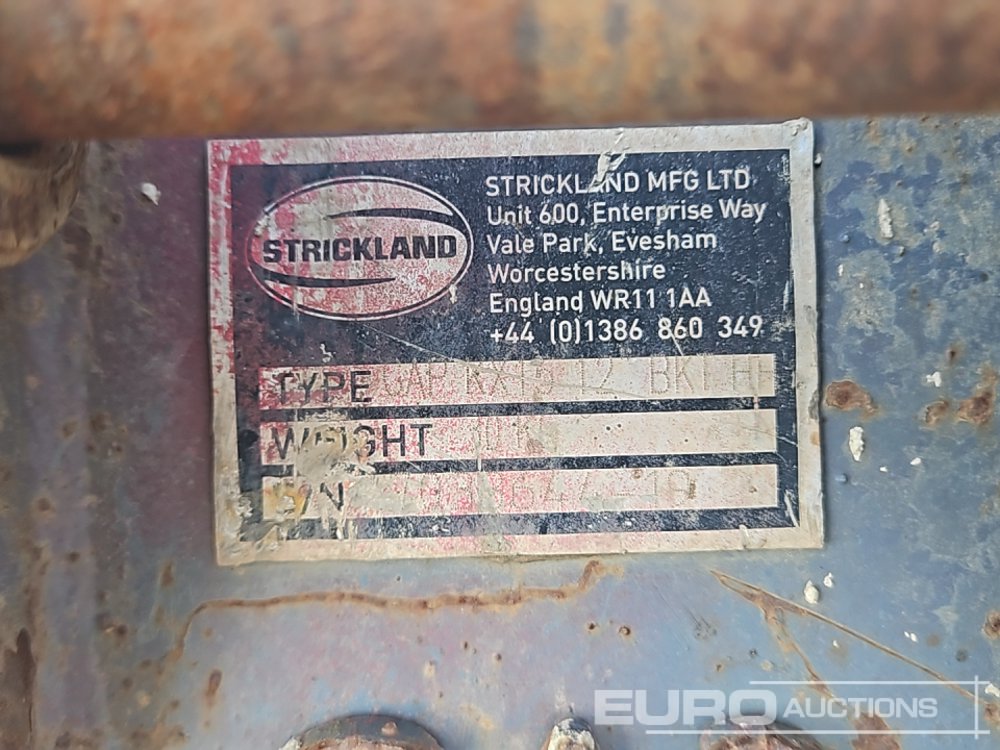 STRICKLAND
STRICKLAND MFG LTD
Unit 600, Enterprise Way
Vale Park, Evesham
Worcestershire
England WR11 1AA
+44 (0)1386 860 349
TYPE 12
WEIGHT
EURO AUCTIONS